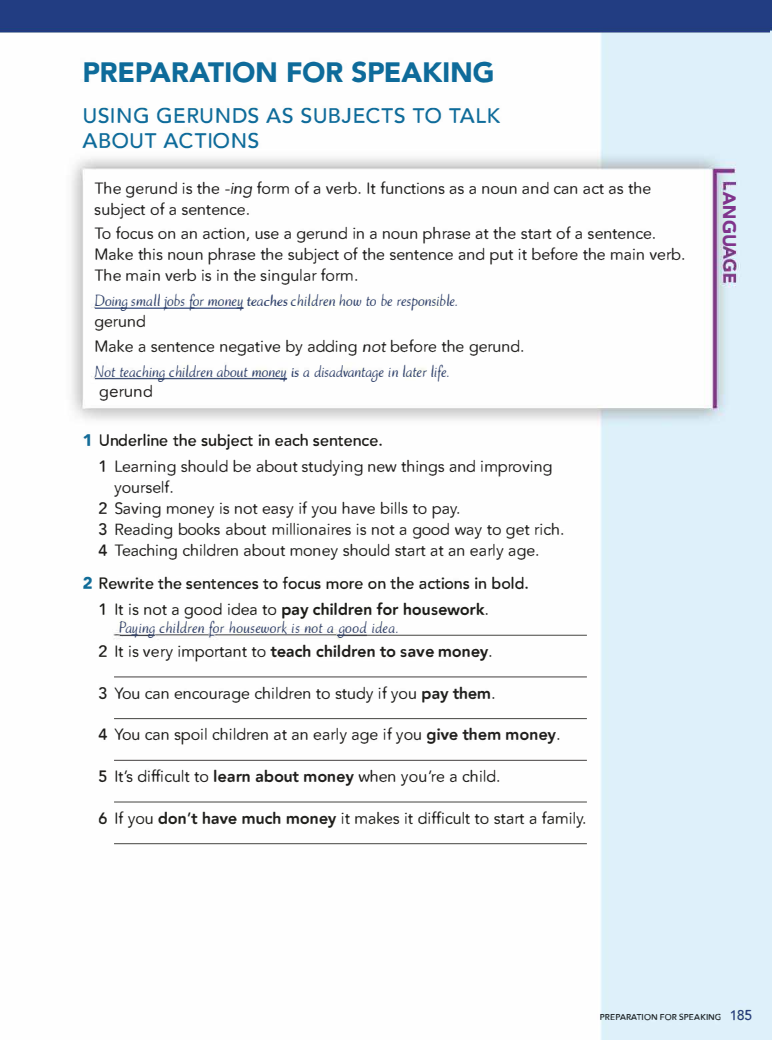 PREPARATION FOR SPEAKING
USING GERUNDS AS SUBJECTS TO TALK
ABOUT ACTIONS
The gerund is the -ing form of a verb. It functions as a noun and can act as the
subject of a sentence.
To focus on an action, use a gerund in a noun phrase at the start of a sentence.
Make this noun phrase the subject of the sentence and put it before the main verb.
The main verb is in the singular form.
Doing small jobs for money teaches children how to be responsible.
gerund
Make a sentence negative by adding not before the gerund.
Not teaching children about money is a disadvantage in later life.
gerund
LANGUAGE
1 Underline the subject in each sentence.
1 Learning should be about studying new things and improving
yourself.
2 Saving money is not easy if you have bills to pay.
3 Reading books about millionaires is not a good way to get rich.
4 Teaching children about money should start at an early age.
2 Rewrite the sentences to focus more on the actions in bold.
1 It is not a good idea to pay children for housework.
Paying children for housework is not a good idea.
2 It is very important to teach children to save money.
3 You can encourage children to study if you pay them.
4 You can spoil children at an early age if you give them money.
5 It's difficult to learn about money when you're a child.
6 If you don't have much money it makes it difficult to start a family.
PREPARATION FOR SPEAKING 185